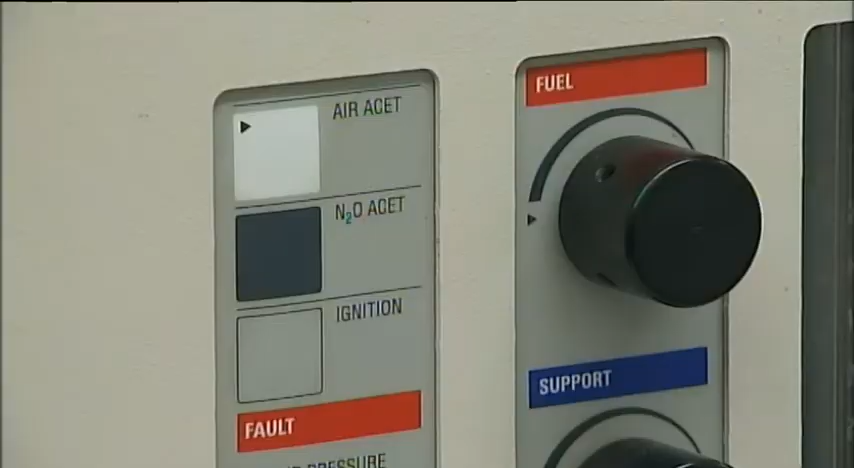 AIR ACET
N₂O ACET
IGNITION
FAULT
PRESSURE
FUEL
SUPPORT